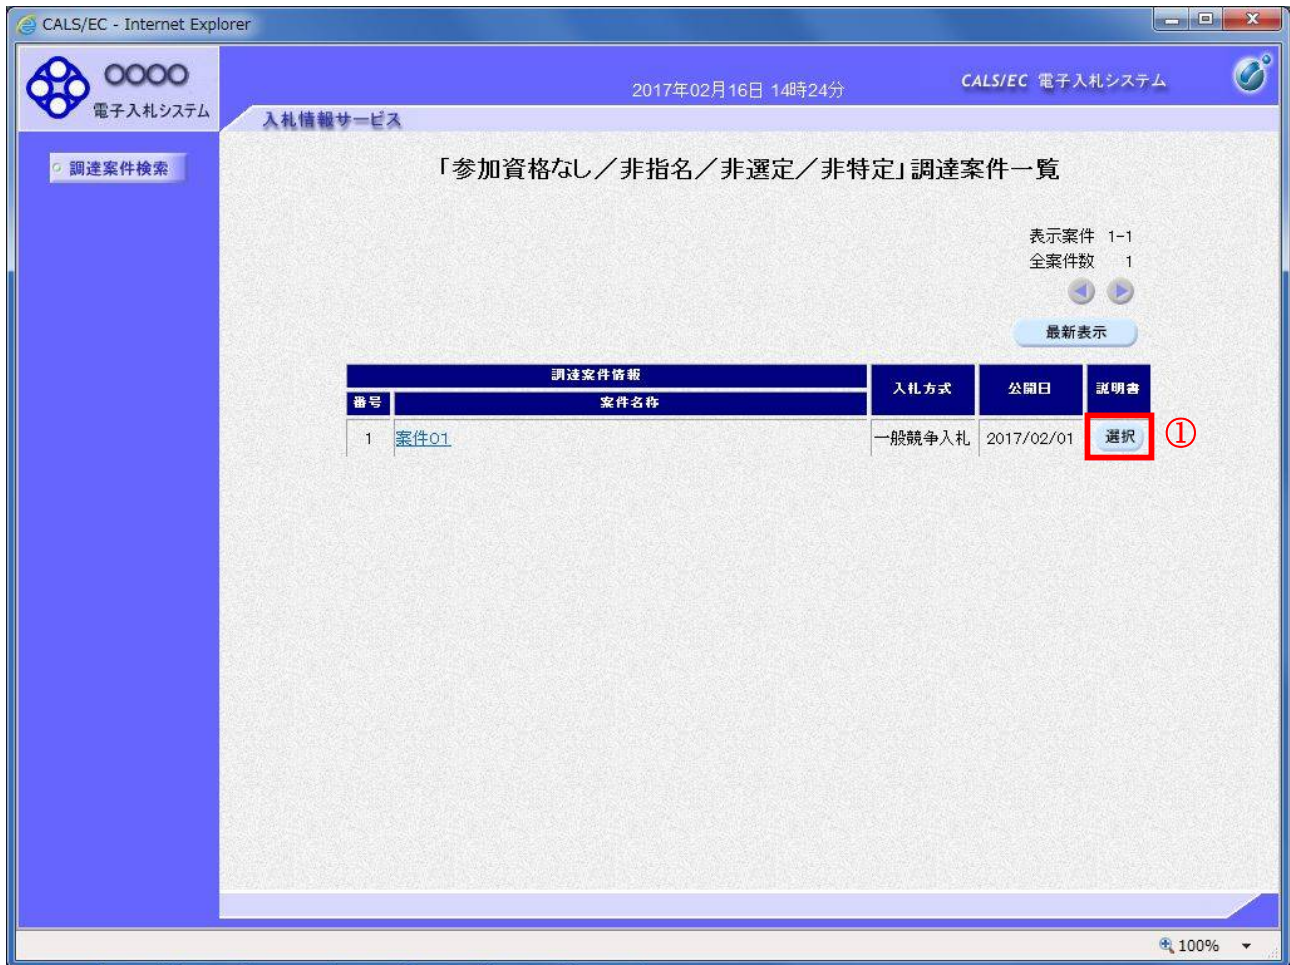 CALS/EC - Internet Explorer
○○○○
電子入札システム
2017年02月16日 14時24分
CALS/EC 電子入札システム
入札情報サービス
調達案件検索
「参加資格なし／非指名／非選定／非特定」調達案件一覧
表示案件 1-1
全案件数 1
最新表示
調達案件情報
入札方式 公開日 説明書
番号 案件名称
1 案件01 一般競争入札 2017/02/01 選択 ①
100%